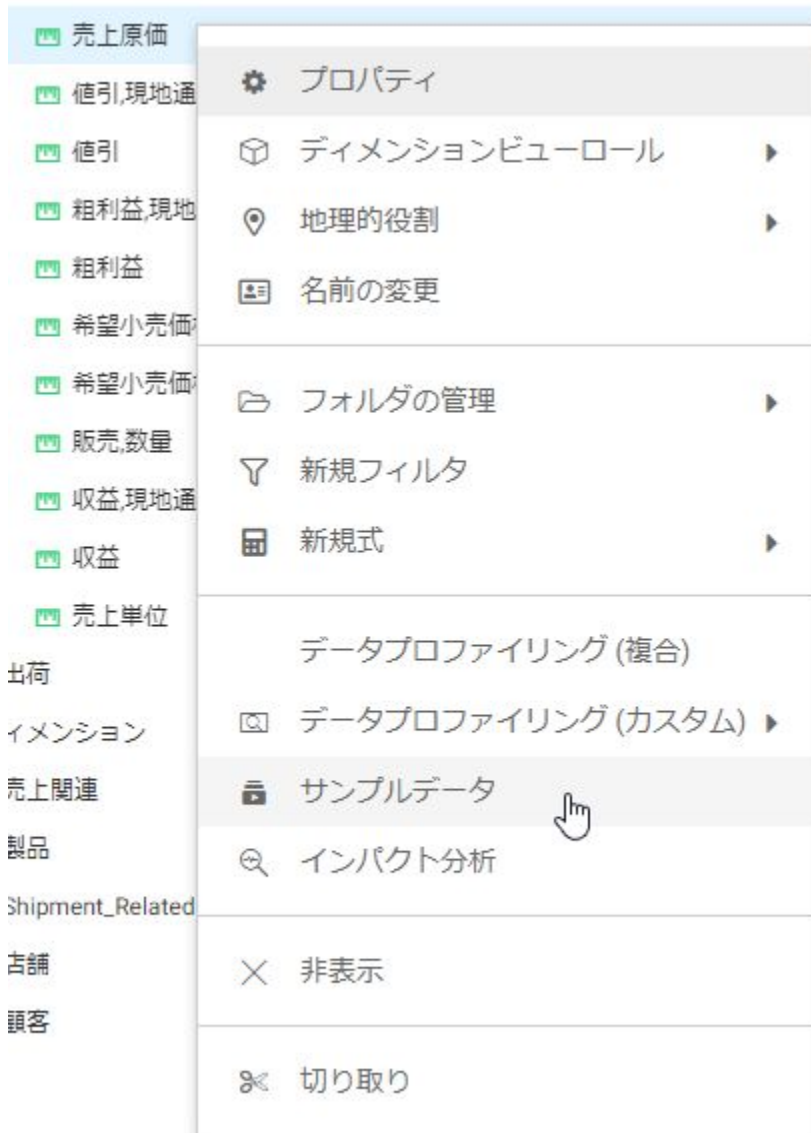 売上原価
値引,現地通
値引
粗利益,現地
粗利益
希望小売価
希望小売価
販売,数量
収益,現地通
収益
売上単位
出荷
ィメンション
売上関連
製品
Shipment_Related
店舗
顧客
プロパティ
ディメンションビューロール
地理的役割
名前の変更
フォルダの管理
新規フィルタ
新規式
データプロファイリング (複合)
データプロファイリング (カスタム)
サンプルデータ
インパクト分析
非表示
切り取り